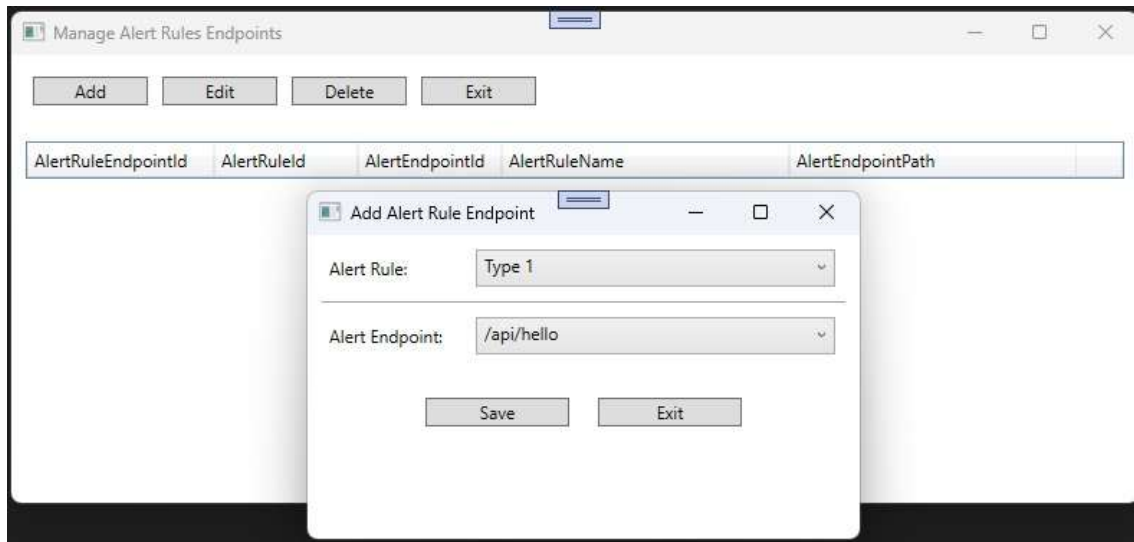 Manage Alert Rules Endpoints
Add Edit Delete Exit
AlertRuleEndpointId AlertRuleId AlertEndpointId AlertRuleName AlertEndpointPath
Add Alert Rule Endpoint
Alert Rule: Type 1
Alert Endpoint: /api/hello
Save Exit